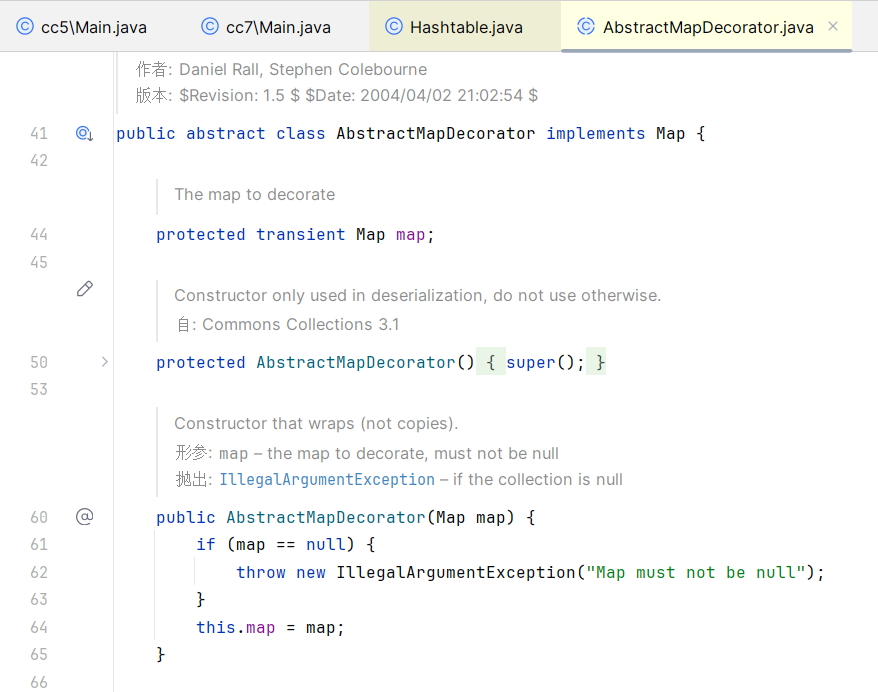 cc5\Main.java cc7\Main.java Hashtable.java AbstractMapDecorator.java
作者: Daniel Rall, Stephen Colebourne
版本: $Revision: 1.5 $ $Date: 2004/04/02 21:02:54 $
41 public abstract class AbstractMapDecorator implements Map {
42
The map to decorate
44 protected transient Map map;
45
Constructor only used in deserialization, do not use otherwise.
自: Commons Collections 3.1
50 protected AbstractMapDecorator() { super(); }
53
Constructor that wraps (not copies).
形参: map – the map to decorate, must not be null
抛出: IllegalArgumentException – if the collection is null
60 public AbstractMapDecorator(Map map) {
61 if (map == null) {
62 throw new IllegalArgumentException("Map must not be null");
63 }
64 this.map = map;
65 }
66